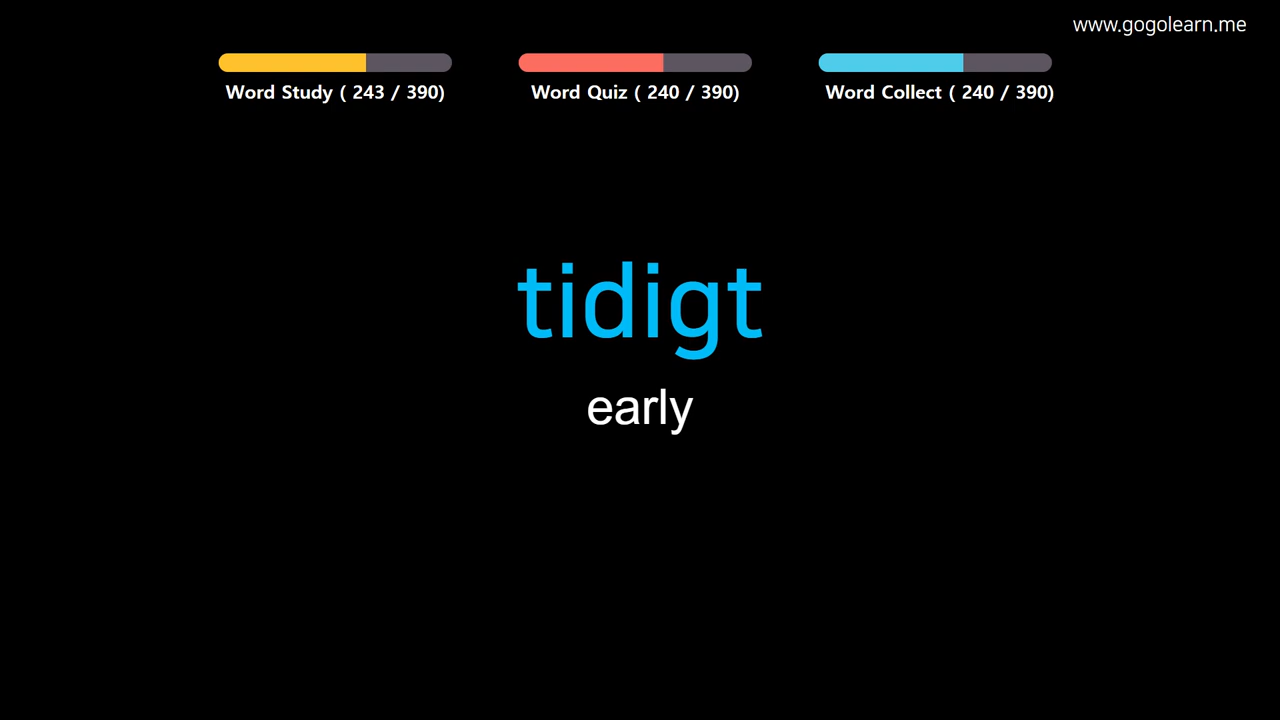 www.gogolearn.me
Word Study ( 243 / 390)
Word Quiz ( 240 / 390)
Word Collect ( 240 / 390)
tidigt
early